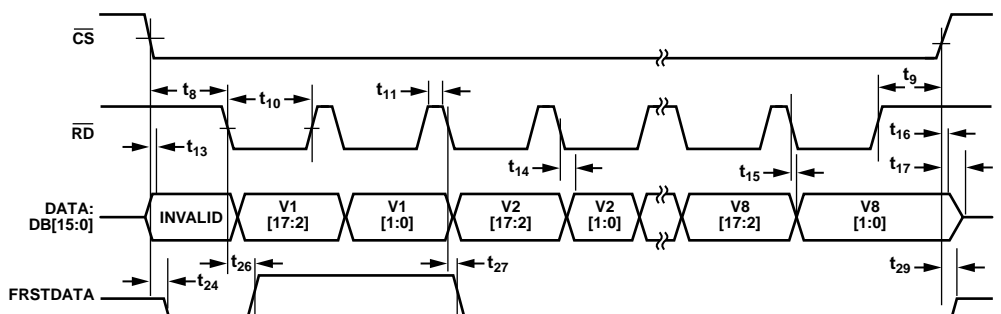 CS
t8 t10 t11 t9
RD
t13 t14 t15 t16 t17
DATA:
DB[15:0]
INVALID
V1
[17:2]
V1
[1:0]
V2
[17:2]
V2
[1:0]
V8
[17:2]
V8
[1:0]
t24 t26 t27 t29
FRSTDATA